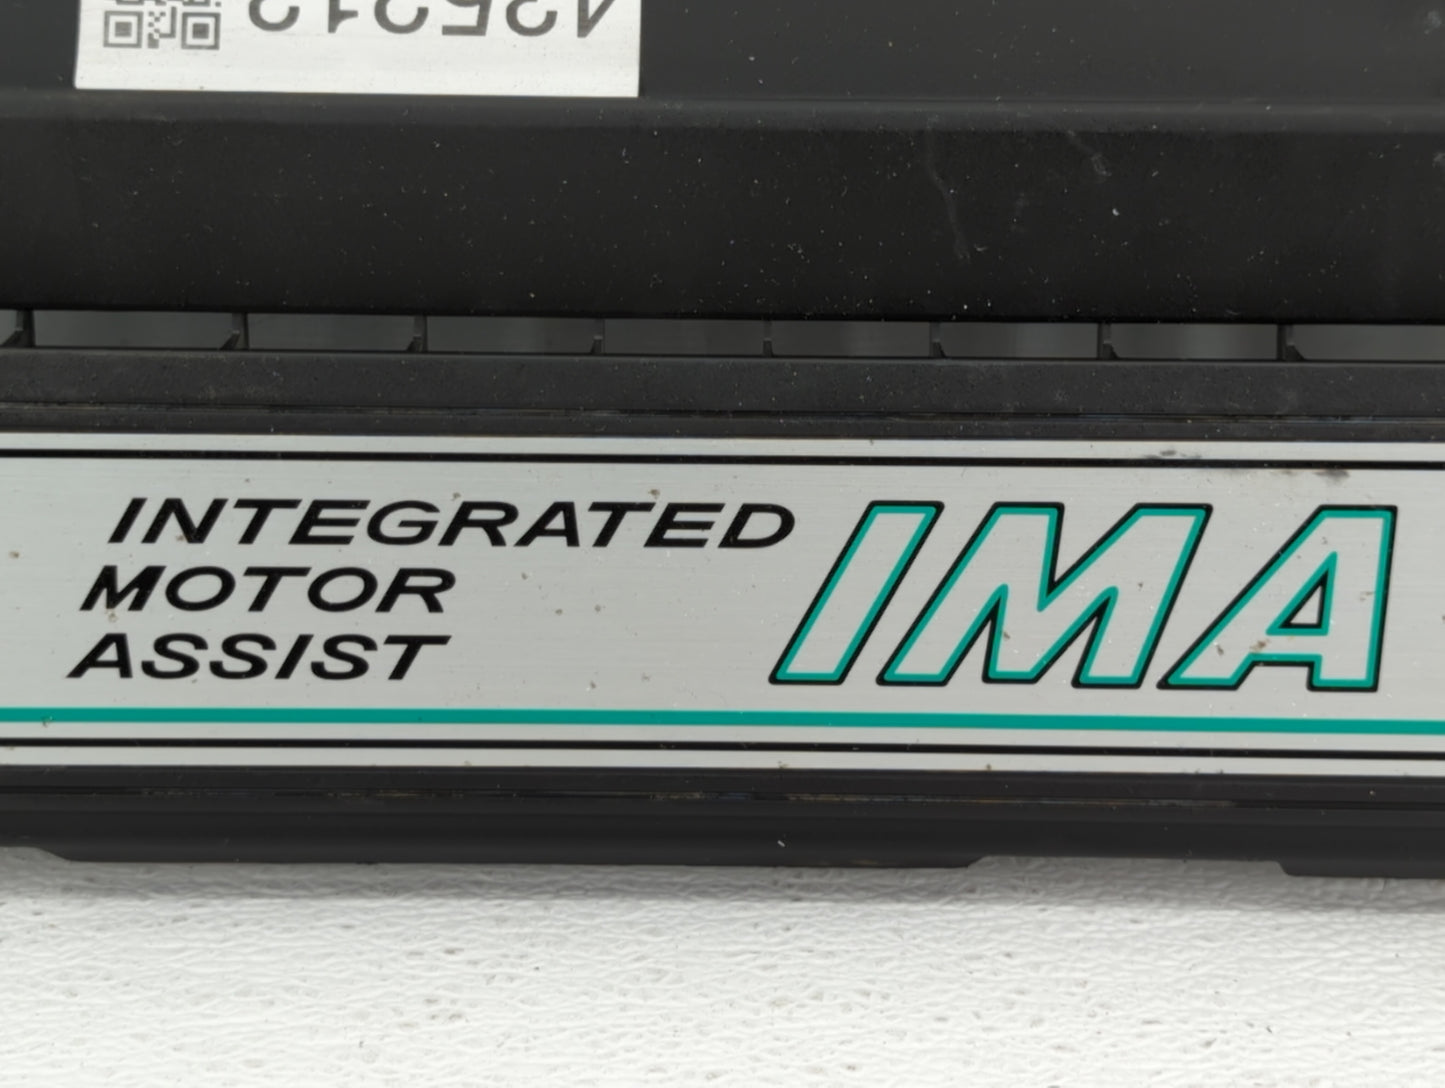 INTEGRATED IMA
MOTOR
ASSIST